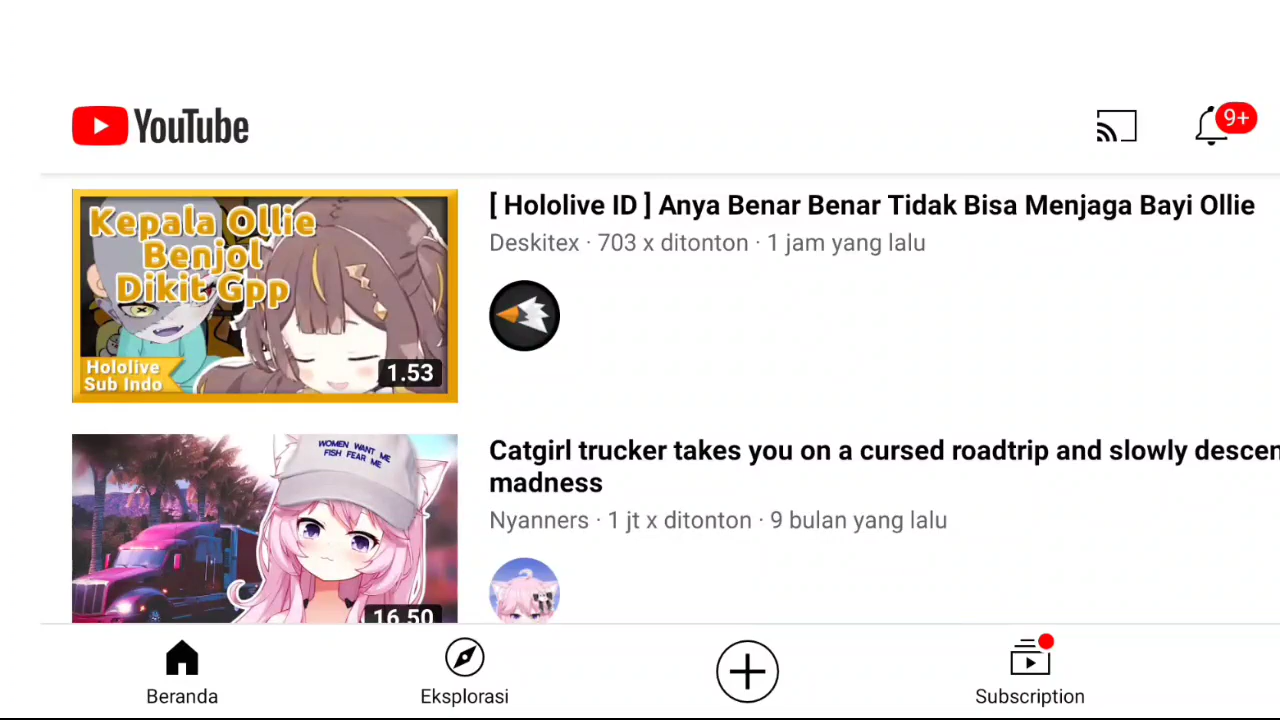 YouTube
9+
Kepala Ollie
Benjol
Dikit Gpp
Hololive
Sub Indo
1.53
[ Hololive ID ] Anya Benar Benar Tidak Bisa Menjaga Bayi Ollie
Deskitex · 703 x ditonton · 1 jam yang lalu
WOMEN WANT ME
FISH FEAR ME
16.50
Catgirl trucker takes you on a cursed roadtrip and slowly descen
madness
Nyanners · 1 jt x ditonton · 9 bulan yang lalu
Beranda
Eksplorasi
Subscription